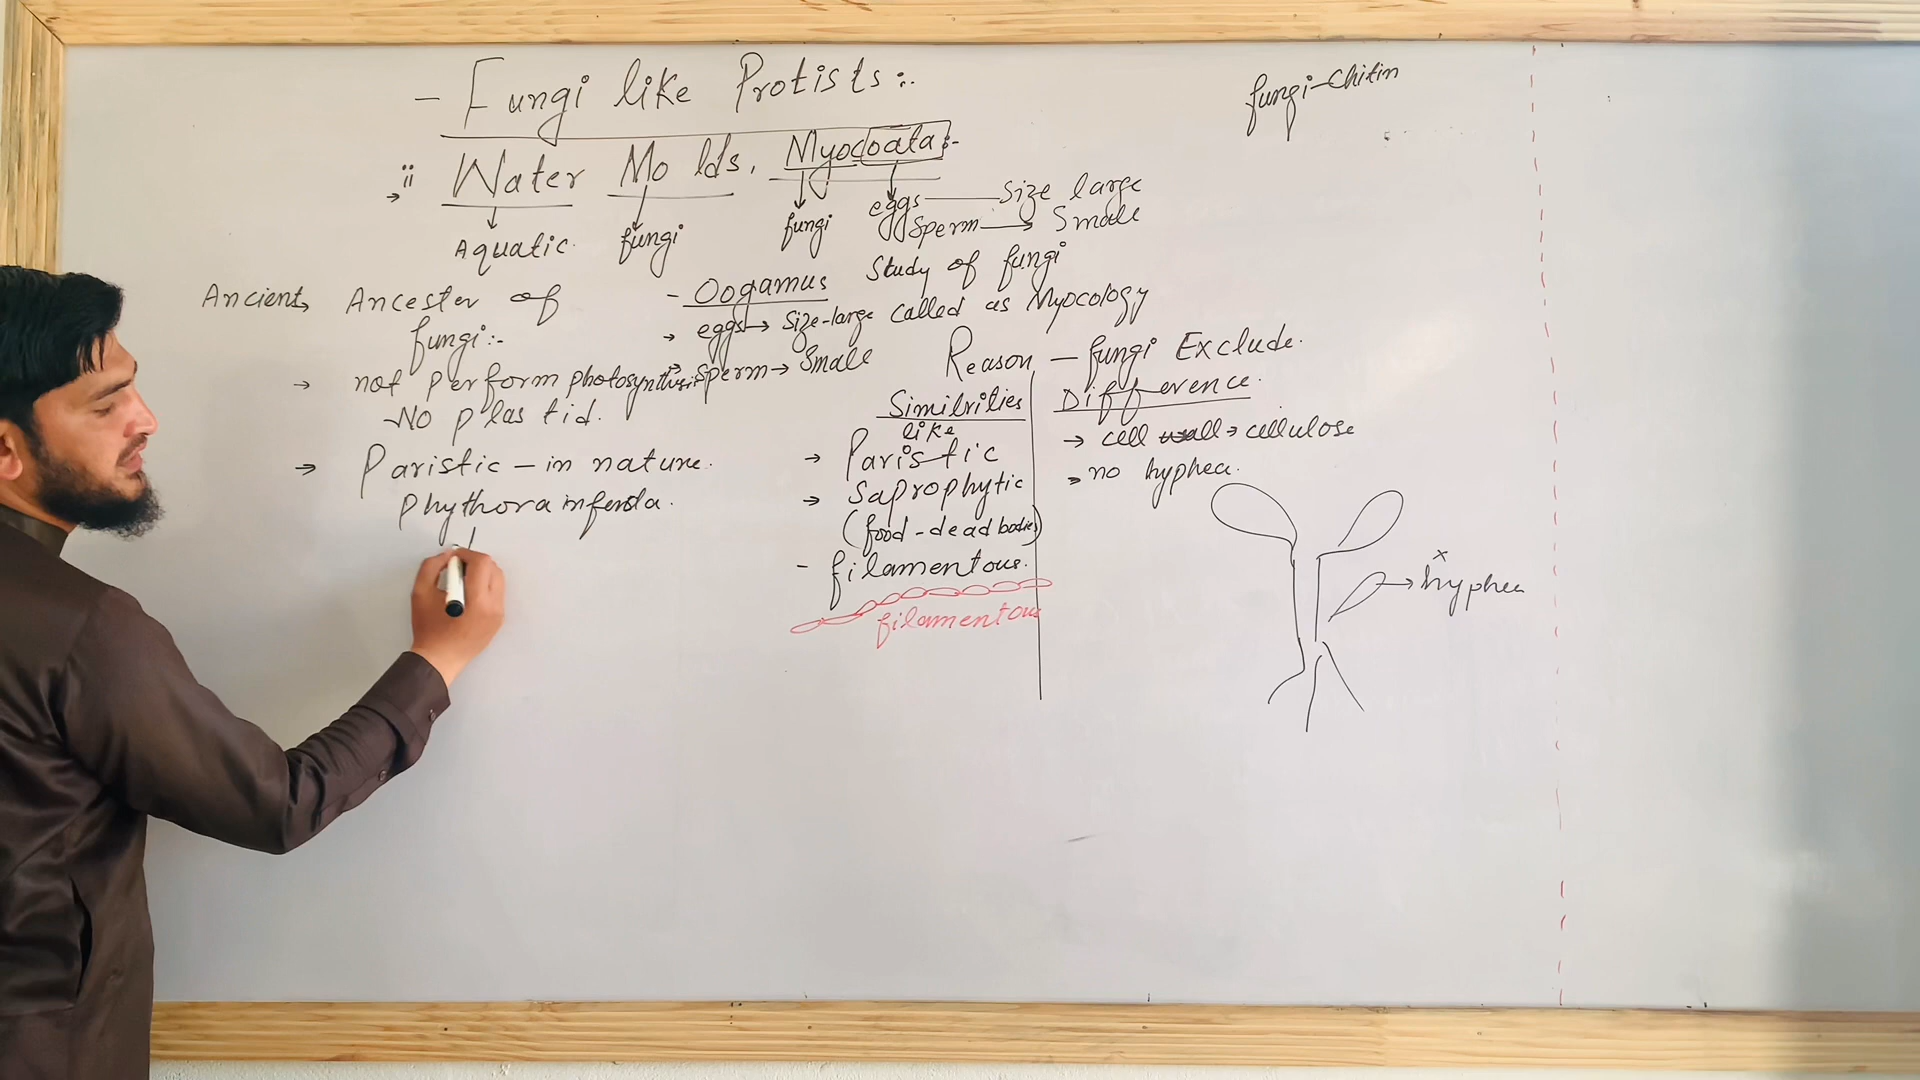 - Fungi like Protists:.
ii Water Molds, Myocoata:-
→ Aquatic. fungi fungi eggs — Size large
Sperm → Small
Ancient→ Ancester of fungi:-
→ not perform photosynthesis
- No plastid.
→ Paristic - in nature.
Phythora infensta.
- Oogamus
→ eggs → Size-large
→ Sperm → Small
Study of fungi
called as Myocology
Reason - fungi Exclude.
Similrities
like
→ Paristic
→ Saprophytic
(food - dead bodies)
- filamentous.
filamentous
Difference.
→ cell wall → cellulose
→ no hyphea.
x
→ hyphea
fungi-Chitin